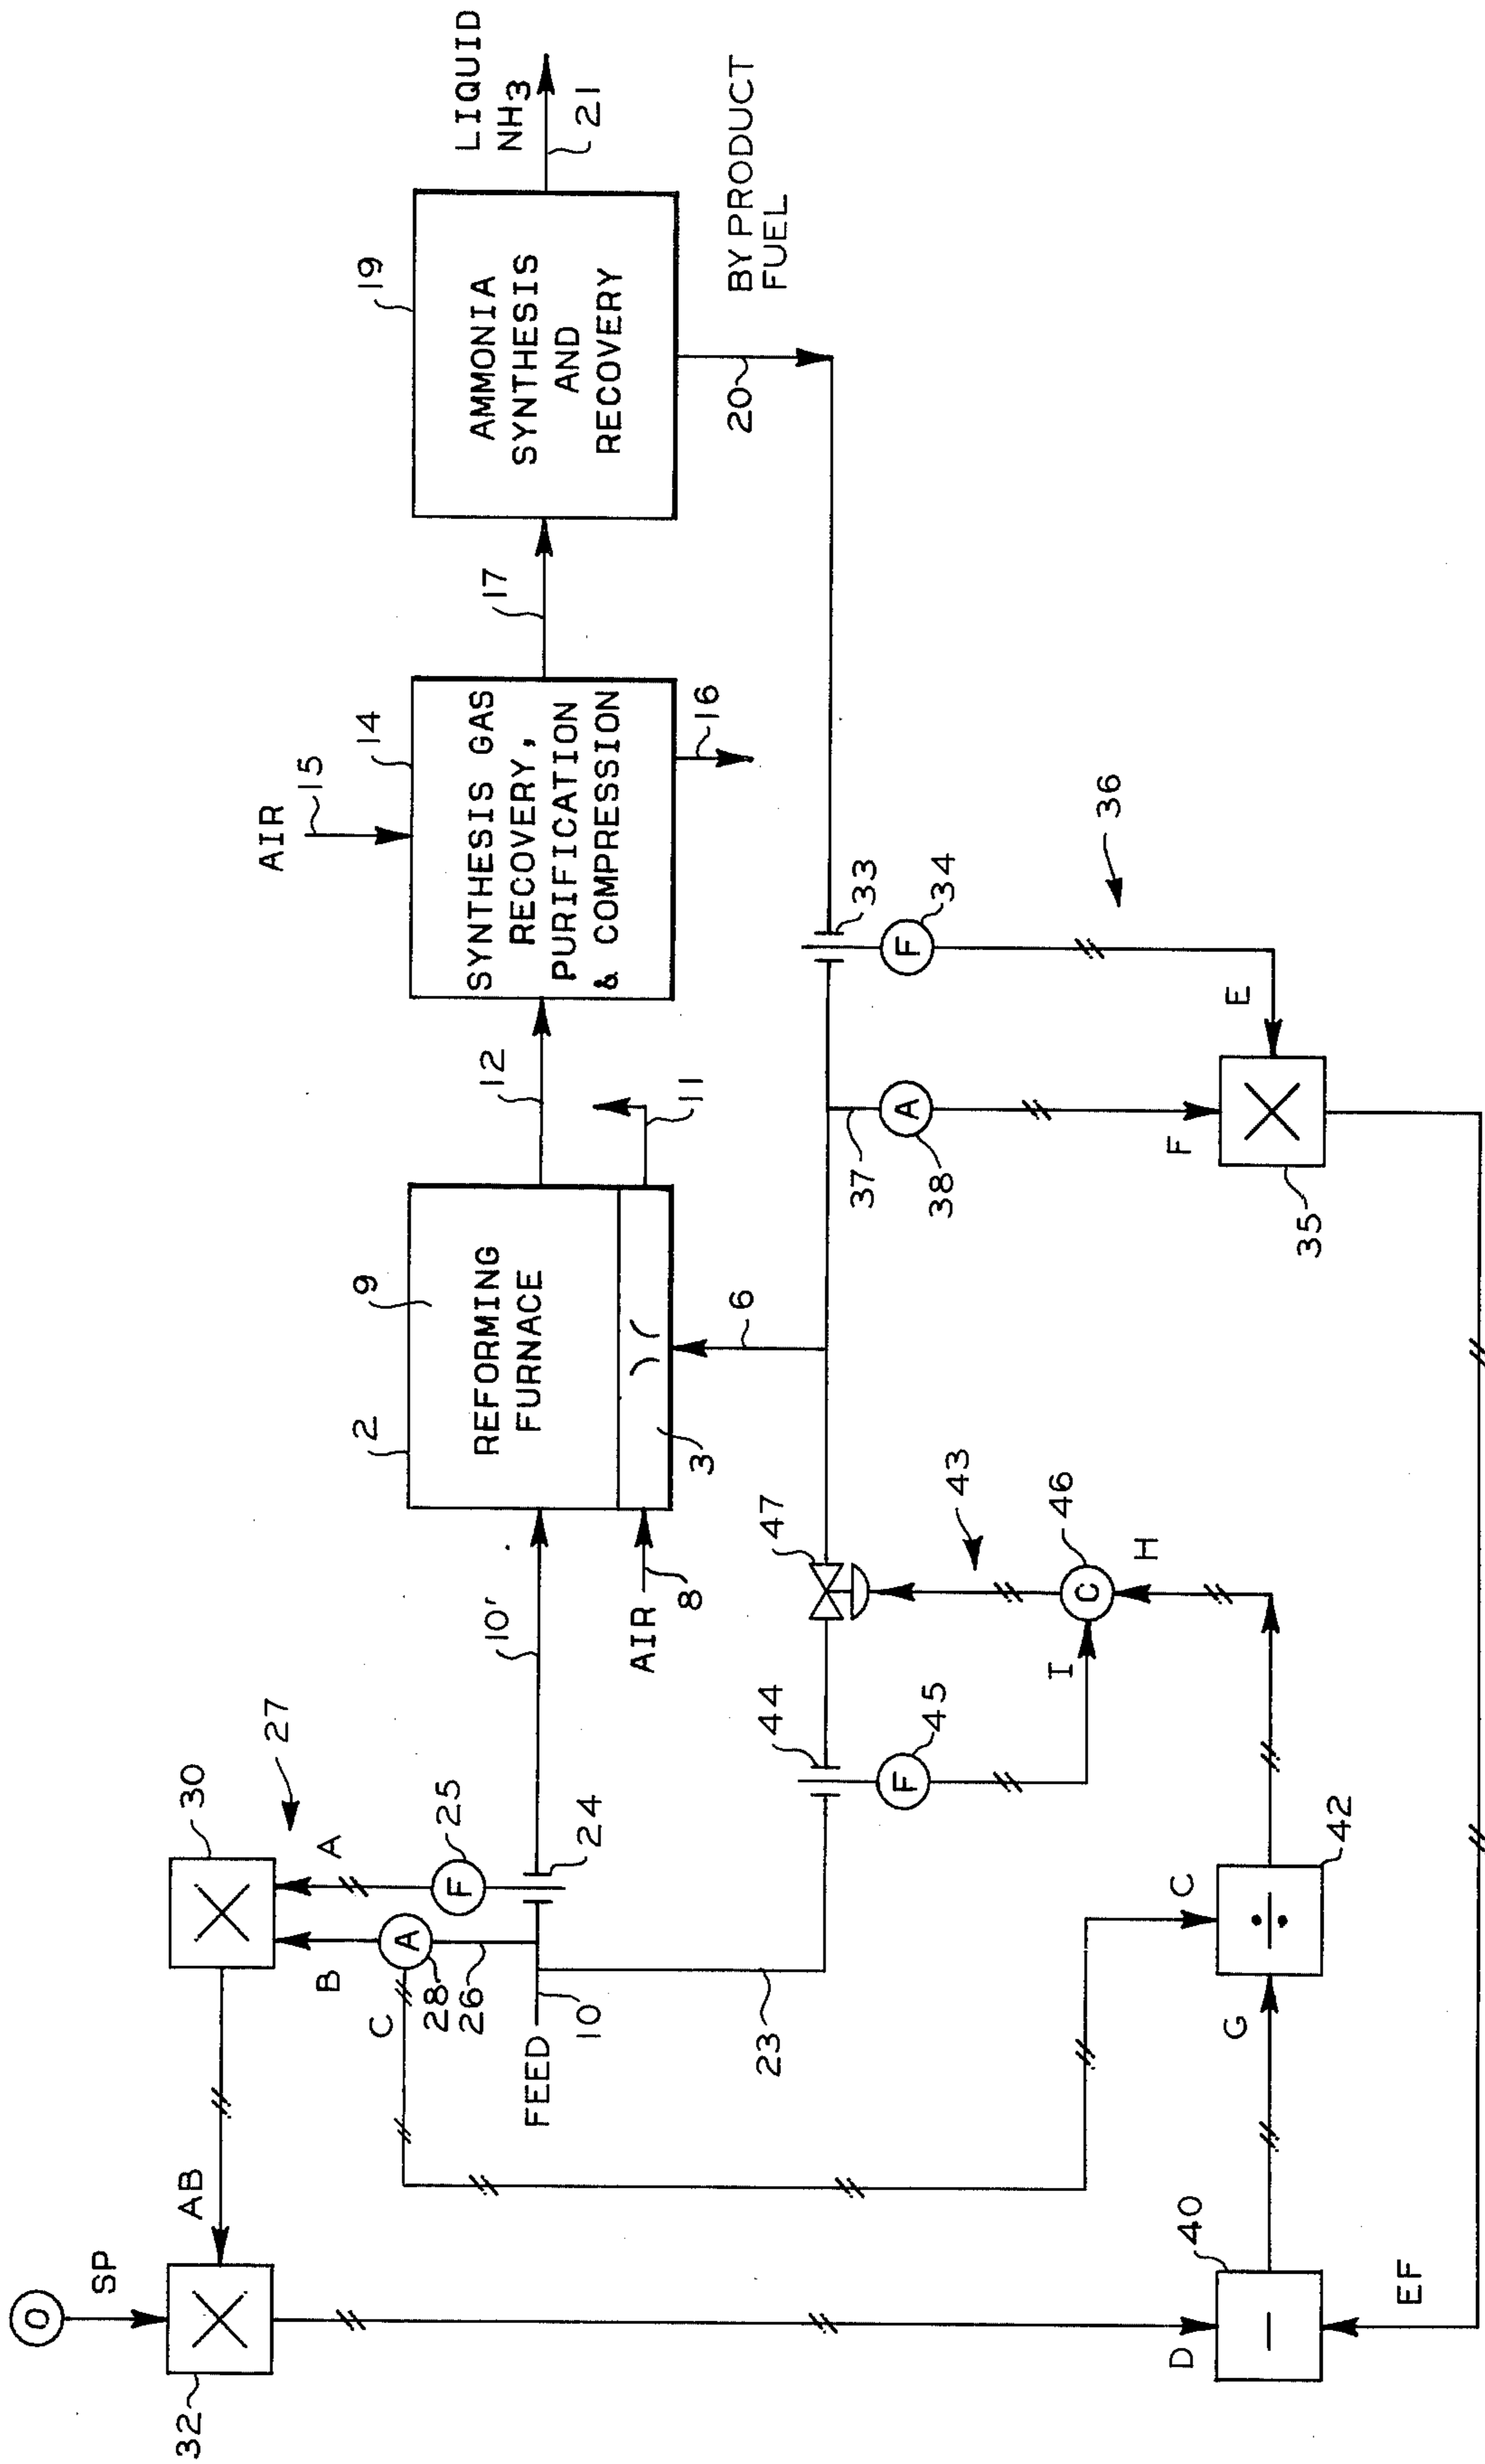 O
SP
32
AB
30
27
A
B
25
F
A
C
28
26
24
FEED
10
10'
23
2
9
REFORMING
FURNACE
3
AIR
8
6
11
12
AIR
15
14
SYNTHESIS GAS
RECOVERY,
PURIFICATION
& COMPRESSION
16
17
19
AMMONIA
SYNTHESIS
AND
RECOVERY
LIQUID
NH3
21
20
BY PRODUCT
FUEL
44
F
45
47
43
46
C
I
H
33
F
34
36
37
A
38
E
F
35
C
42
÷
G
40
D
EF